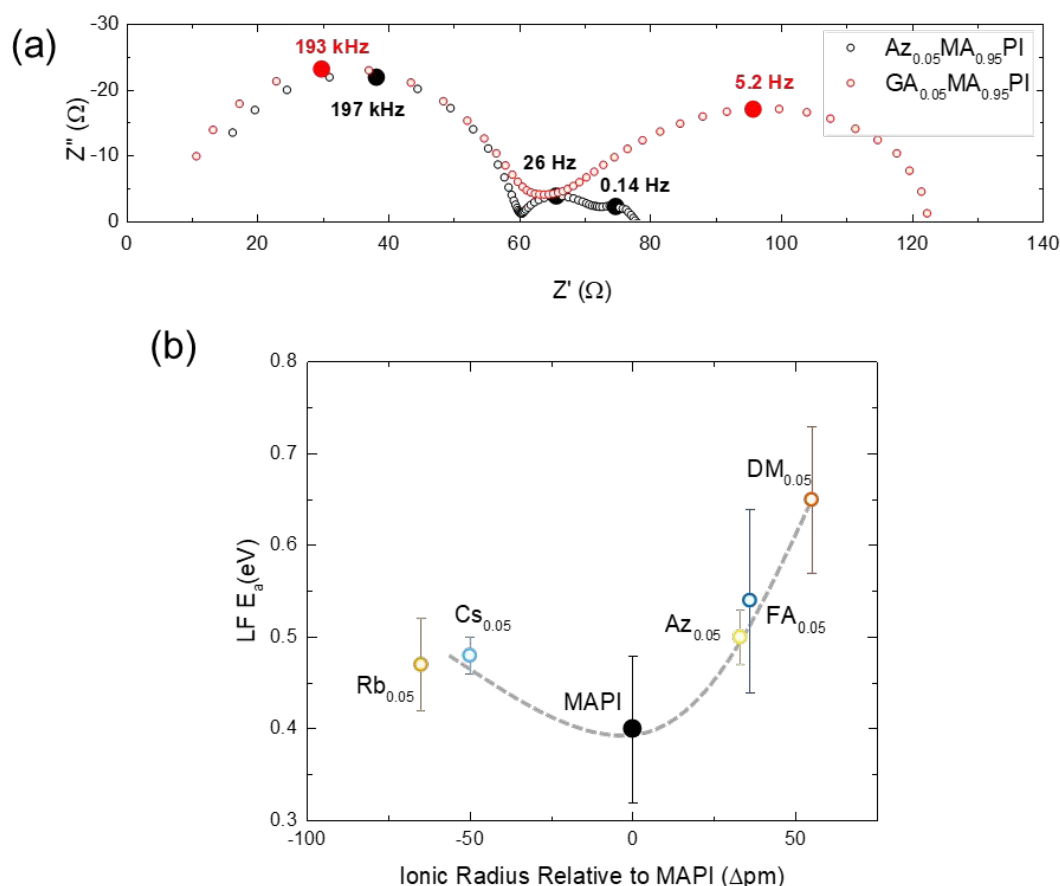 (a)
-30
-20
-10
0
Z'' (Ω)
193 kHz
197 kHz
26 Hz
0.14 Hz
5.2 Hz
Az0.05MA0.95PI
GA0.05MA0.95PI
0 20 40 60 80 100 120 140
Z' (Ω)
(b)
0.8
0.7
0.6
0.5
0.4
0.3
LF Ea(eV)
DM0.05
FA0.05
Az0.05
Cs0.05
Rb0.05
MAPI
-100 -50 0 50
Ionic Radius Relative to MAPI (Δpm)